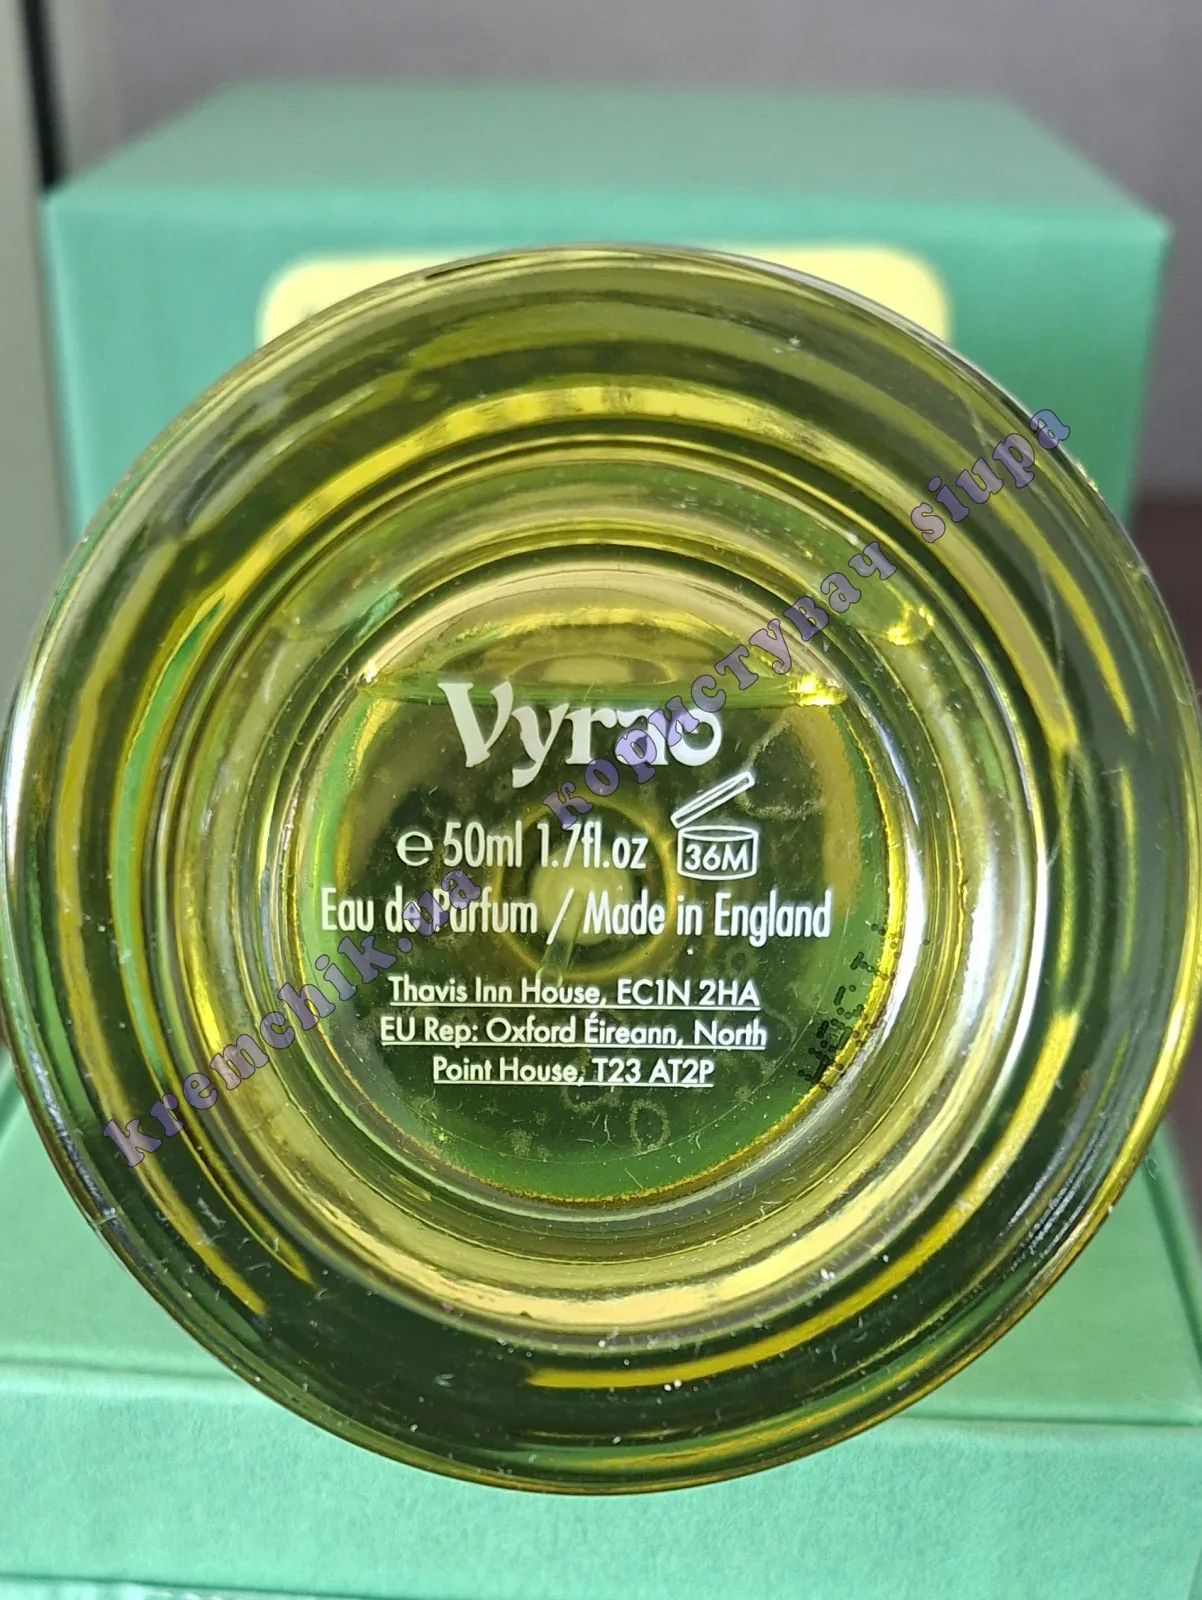 Vyrao
℮ 50ml 1.7fl.oz 36M
Eau de Parfum / Made in England
Thavis Inn House, EC1N 2HA
EU Rep: Oxford Éireann, North
Point House, T23 AT2P
kremchik.ua користувач siupa